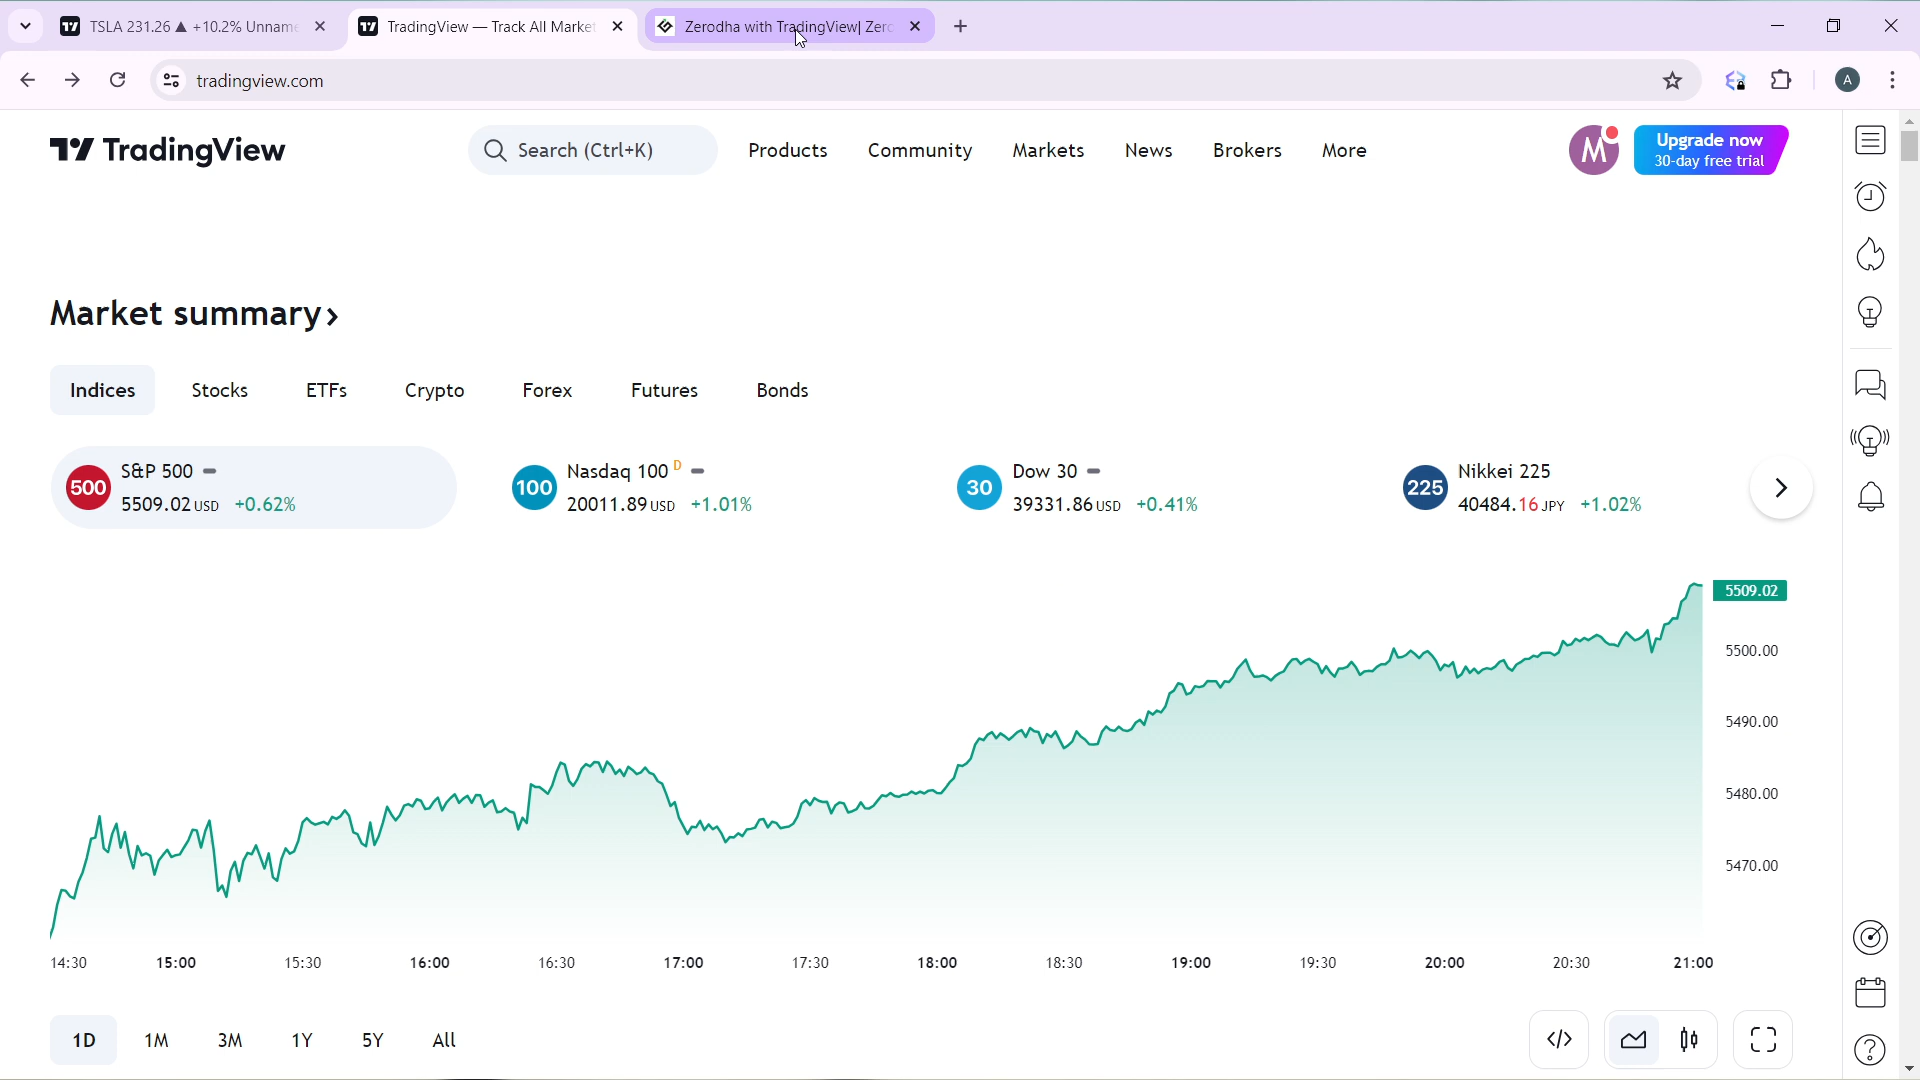 TSLA 231.26 ▲ +10.2% Unname
TradingView — Track All Market
Zerodha with TradingView| Zero
tradingview.com
A
TradingView
Search (Ctrl+K)
Products
Community
Markets
News
Brokers
More
M
Upgrade now
30-day free trial
Market summary ›
Indices
Stocks
ETFs
Crypto
Forex
Futures
Bonds
500
S&P 500
5509.02 USD +0.62%
100
Nasdaq 100 D
20011.89 USD +1.01%
30
Dow 30
39331.86 USD +0.41%
225
Nikkei 225
40484.16 JPY +1.02%
5509.02
5500.00
5490.00
5480.00
5470.00
14:30 15:00 15:30 16:00 16:30 17:00 17:30 18:00 18:30 19:00 19:30 20:00 20:30 21:00
1D
1M
3M
1Y
5Y
All